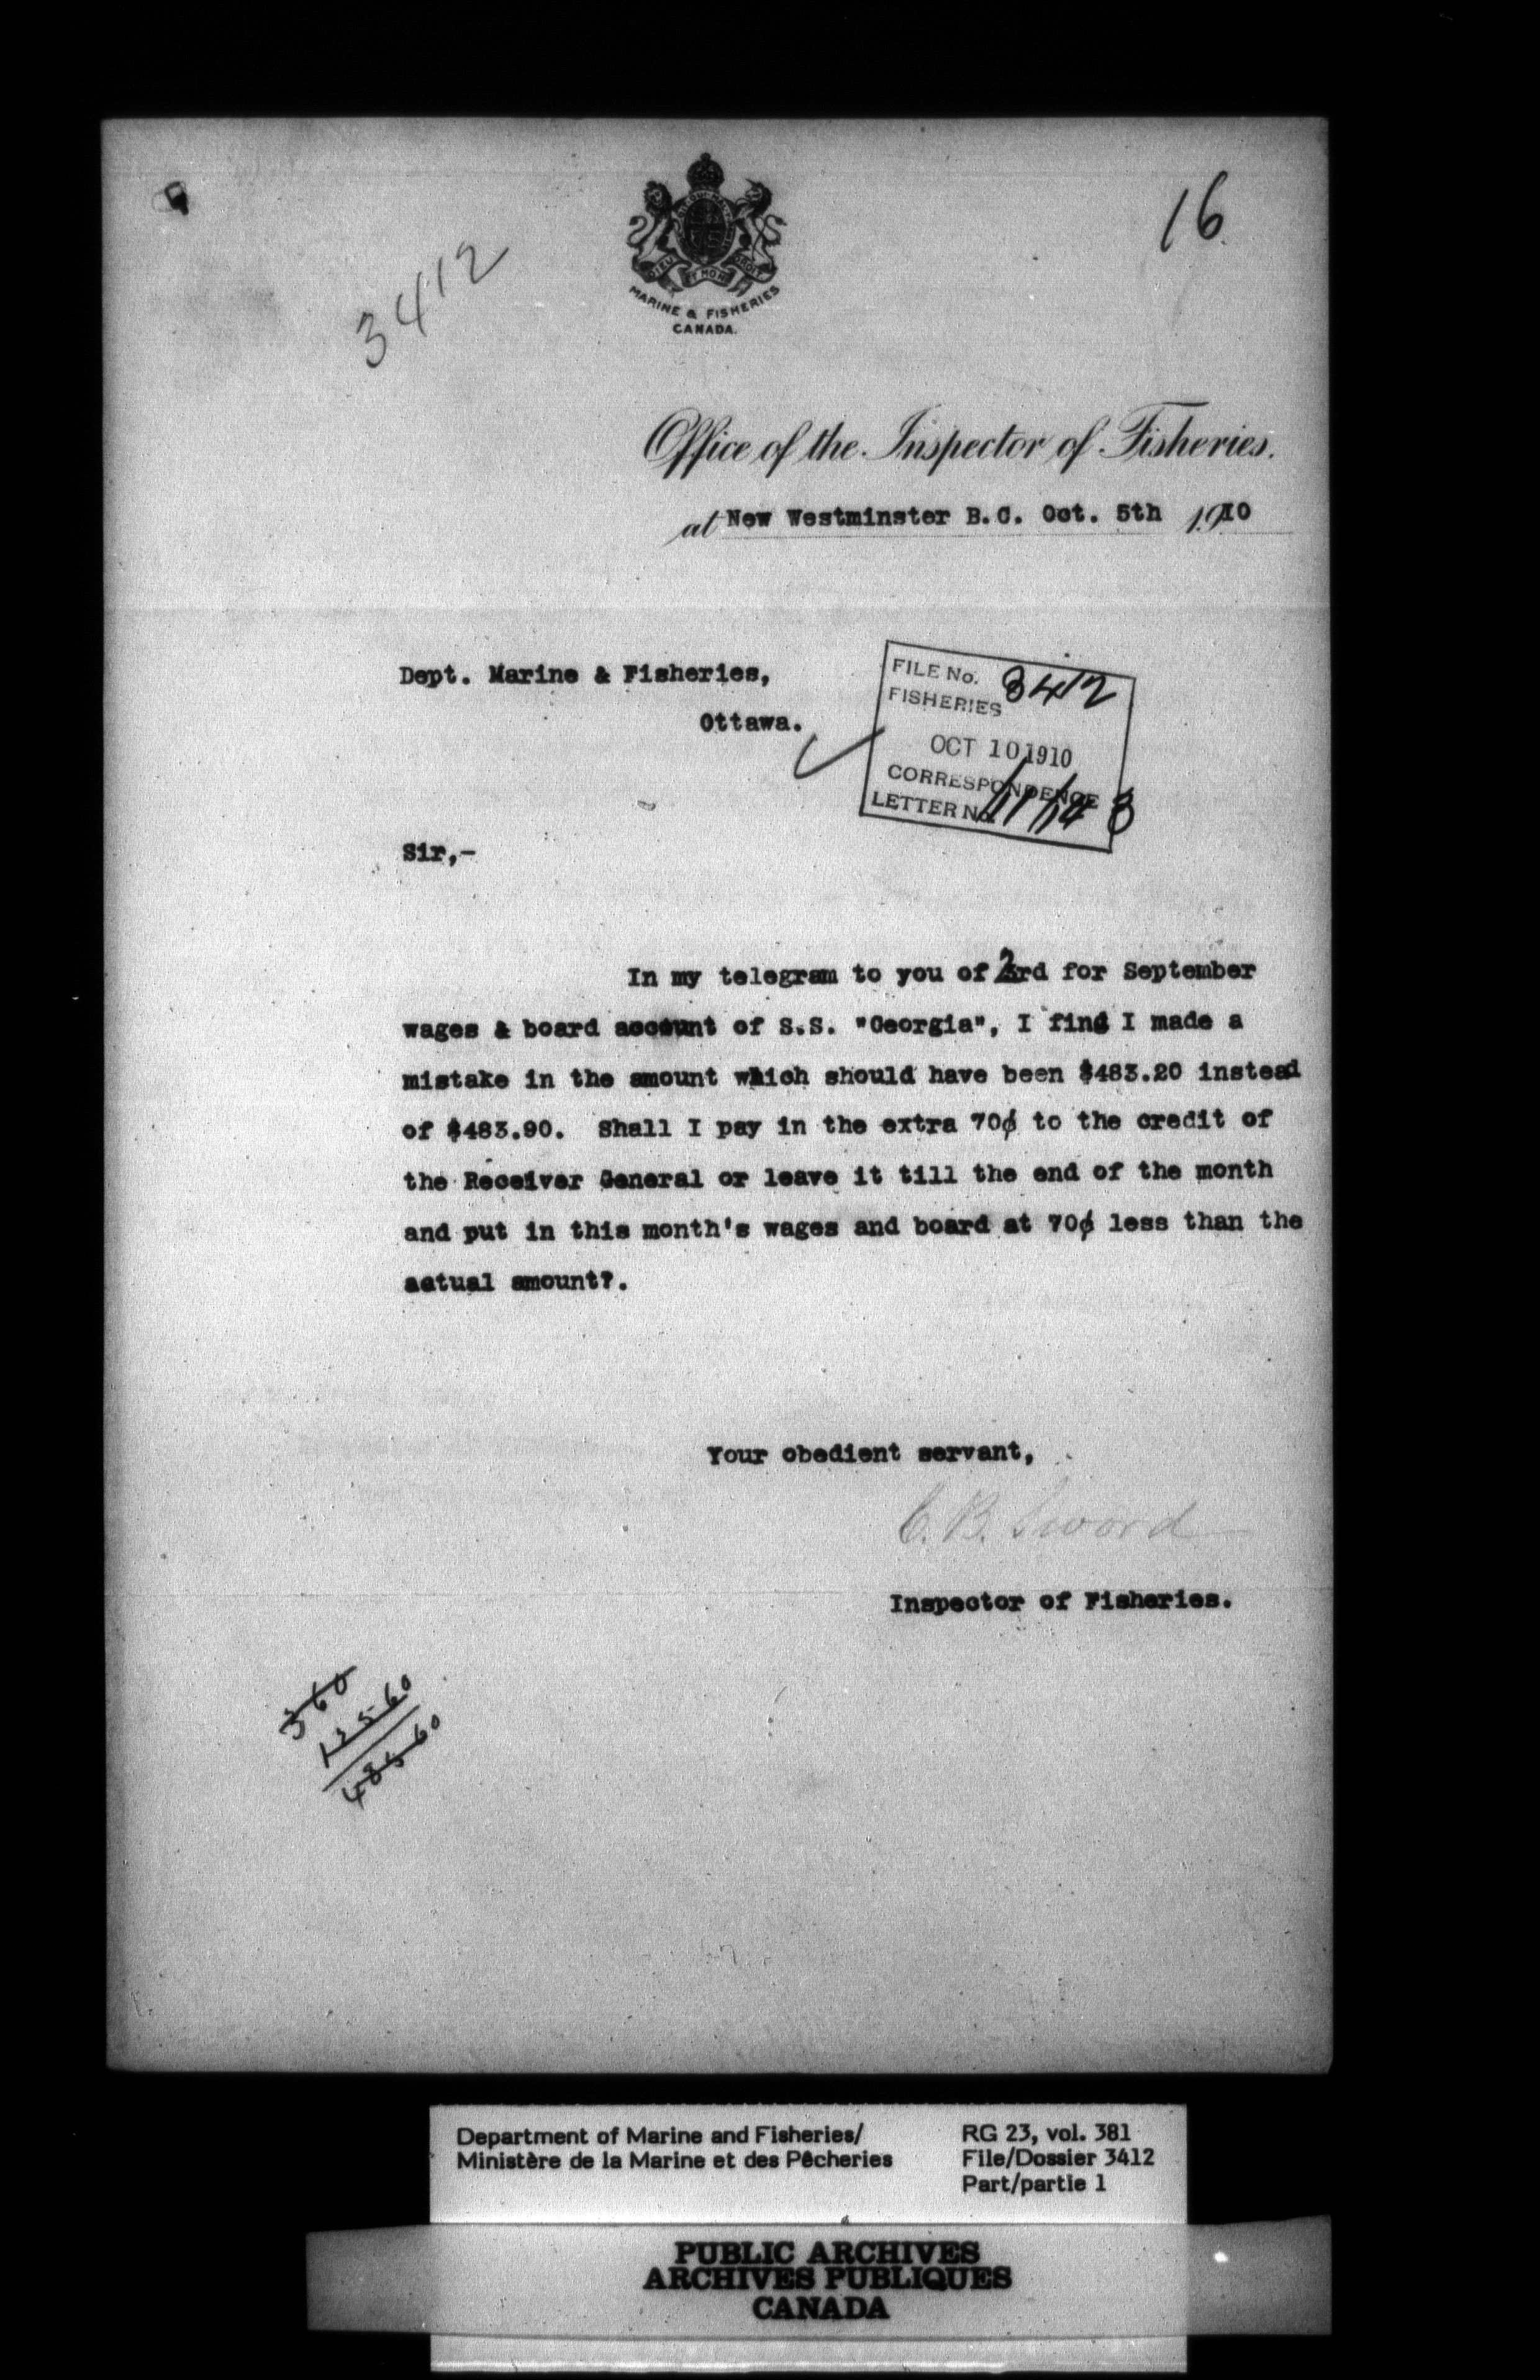 16
3412
DIEU ET MON DROIT
MARINE & FISHERIES
CANADA.
Office of the Inspector of Fisheries.
at New Westminster B.C. Oct. 5th 1910
Dept. Marine & Fisheries,
Ottawa.
FILE No. 3412
FISHERIES
OCT 10 1910
CORRESPONDENCE
LETTER No.
Sir,-
In my telegram to you of 3rd for September
wages & board account of S.S. "Georgia", I find I made a
mistake in the amount which should have been $483.20 instead
of $483.90. Shall I pay in the extra 70¢ to the credit of
the Receiver General or leave it till the end of the month
and put in this month's wages and board at 70¢ less than the
actual amount?.
Your obedient servant,
C.B. Sword
Inspector of Fisheries.
360
Department of Marine and Fisheries/
Ministère de la Marine et des Pêcheries
RG 23, vol. 381
File/Dossier 3412
Part/partie 1
PUBLIC ARCHIVES
ARCHIVES PUBLIQUES
CANADA